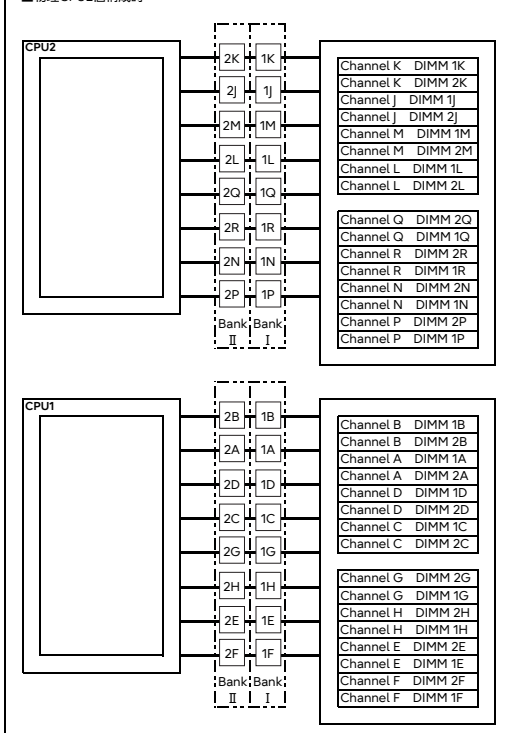 CPU2
2K 1K
2J 1J
2M 1M
2L 1L
2Q 1Q
2R 1R
2N 1N
2P 1P
Bank Bank
Ⅱ Ⅰ
Channel K DIMM 1K
Channel K DIMM 2K
Channel J DIMM 1J
Channel J DIMM 2J
Channel M DIMM 1M
Channel M DIMM 2M
Channel L DIMM 1L
Channel L DIMM 2L
Channel Q DIMM 2Q
Channel Q DIMM 1Q
Channel R DIMM 2R
Channel R DIMM 1R
Channel N DIMM 2N
Channel N DIMM 1N
Channel P DIMM 2P
Channel P DIMM 1P
CPU1
2B 1B
2A 1A
2D 1D
2C 1C
2G 1G
2H 1H
2E 1E
2F 1F
Bank Bank
Ⅱ Ⅰ
Channel B DIMM 1B
Channel B DIMM 2B
Channel A DIMM 1A
Channel A DIMM 2A
Channel D DIMM 1D
Channel D DIMM 2D
Channel C DIMM 1C
Channel C DIMM 2C
Channel G DIMM 2G
Channel G DIMM 1G
Channel H DIMM 2H
Channel H DIMM 1H
Channel E DIMM 2E
Channel E DIMM 1E
Channel F DIMM 2F
Channel F DIMM 1F